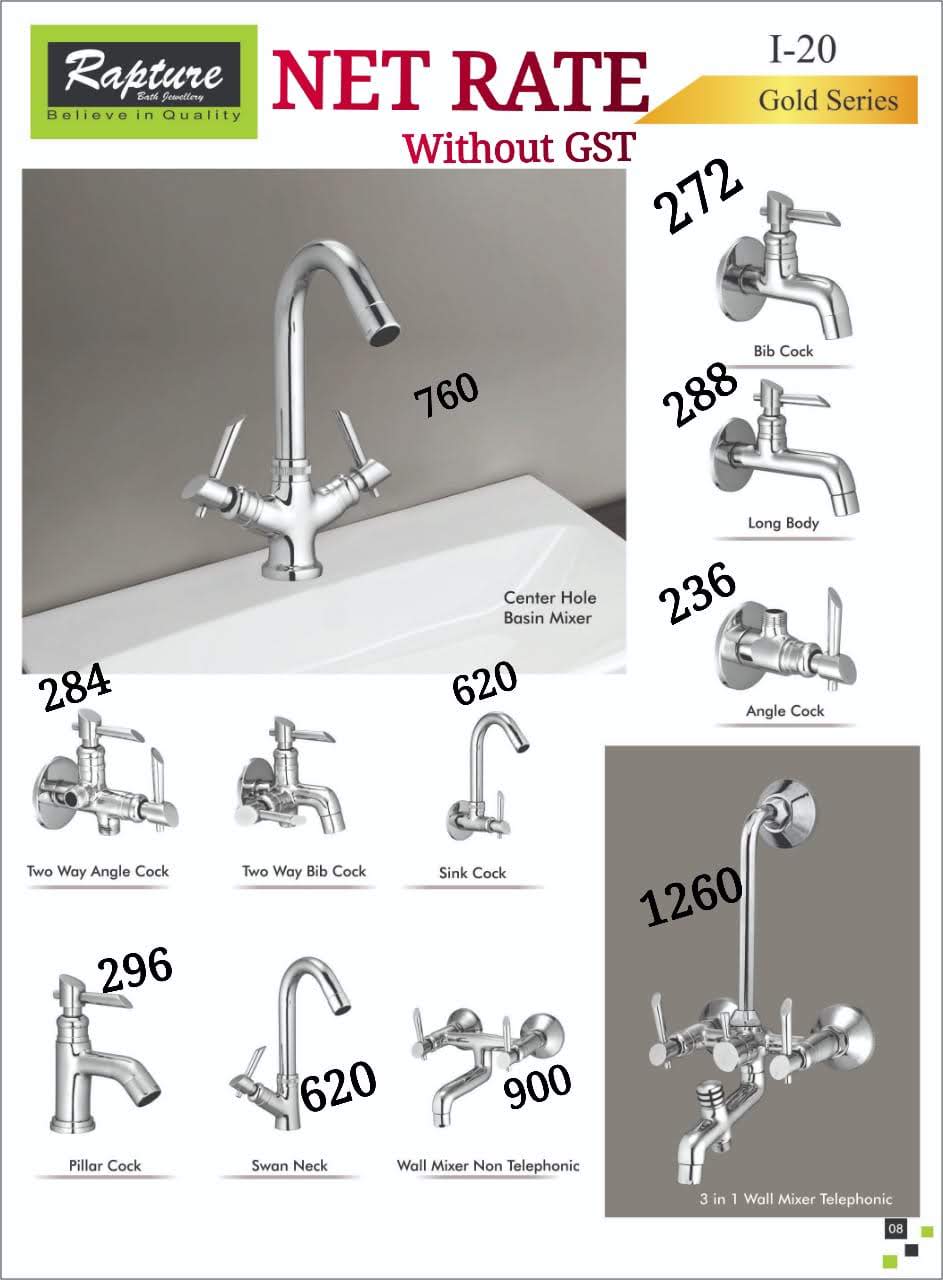 Rapture
Bath Jewellery
Believe in Quality
NET RATE
Without GST
I-20
Gold Series
272
Bib Cock
760
288
Long Body
Center Hole
Basin Mixer
236
Angle Cock
284
620
Two Way Angle Cock
Two Way Bib Cock
Sink Cock
1260
296
620
900
Pillar Cock
Swan Neck
Wall Mixer Non Telephonic
3 in 1 Wall Mixer Telephonic
08